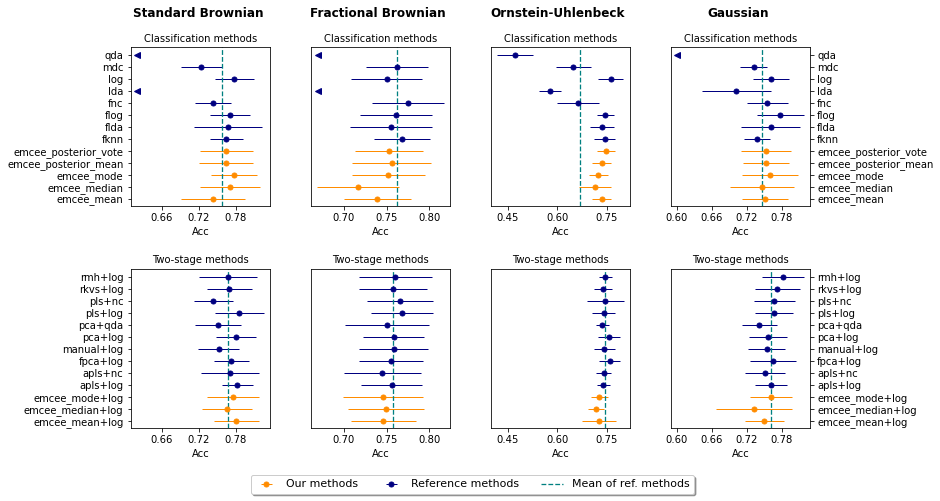 Standard Brownian Fractional Brownian Ornstein-Uhlenbeck Gaussian
Classification methods Classification methods Classification methods Classification methods
qda qda
mdc mdc
log log
lda lda
fnc fnc
flog flog
flda flda
fknn fknn
emcee_posterior_vote emcee_posterior_vote
emcee_posterior_mean emcee_posterior_mean
emcee_mode emcee_mode
emcee_median emcee_median
emcee_mean emcee_mean
0.66 0.72 0.78 0.70 0.75 0.80 0.45 0.60 0.75 0.60 0.66 0.72 0.78
Acc Acc Acc Acc
Two-stage methods Two-stage methods Two-stage methods Two-stage methods
rmh+log rmh+log
rkvs+log rkvs+log
pls+nc pls+nc
pls+log pls+log
pca+qda pca+qda
pca+log pca+log
manual+log manual+log
fpca+log fpca+log
apls+nc apls+nc
apls+log apls+log
emcee_mode+log emcee_mode+log
emcee_median+log emcee_median+log
emcee_mean+log emcee_mean+log
0.66 0.72 0.78 0.70 0.75 0.80 0.45 0.60 0.75 0.60 0.66 0.72 0.78
Acc Acc Acc Acc
Our methods Reference methods Mean of ref. methods